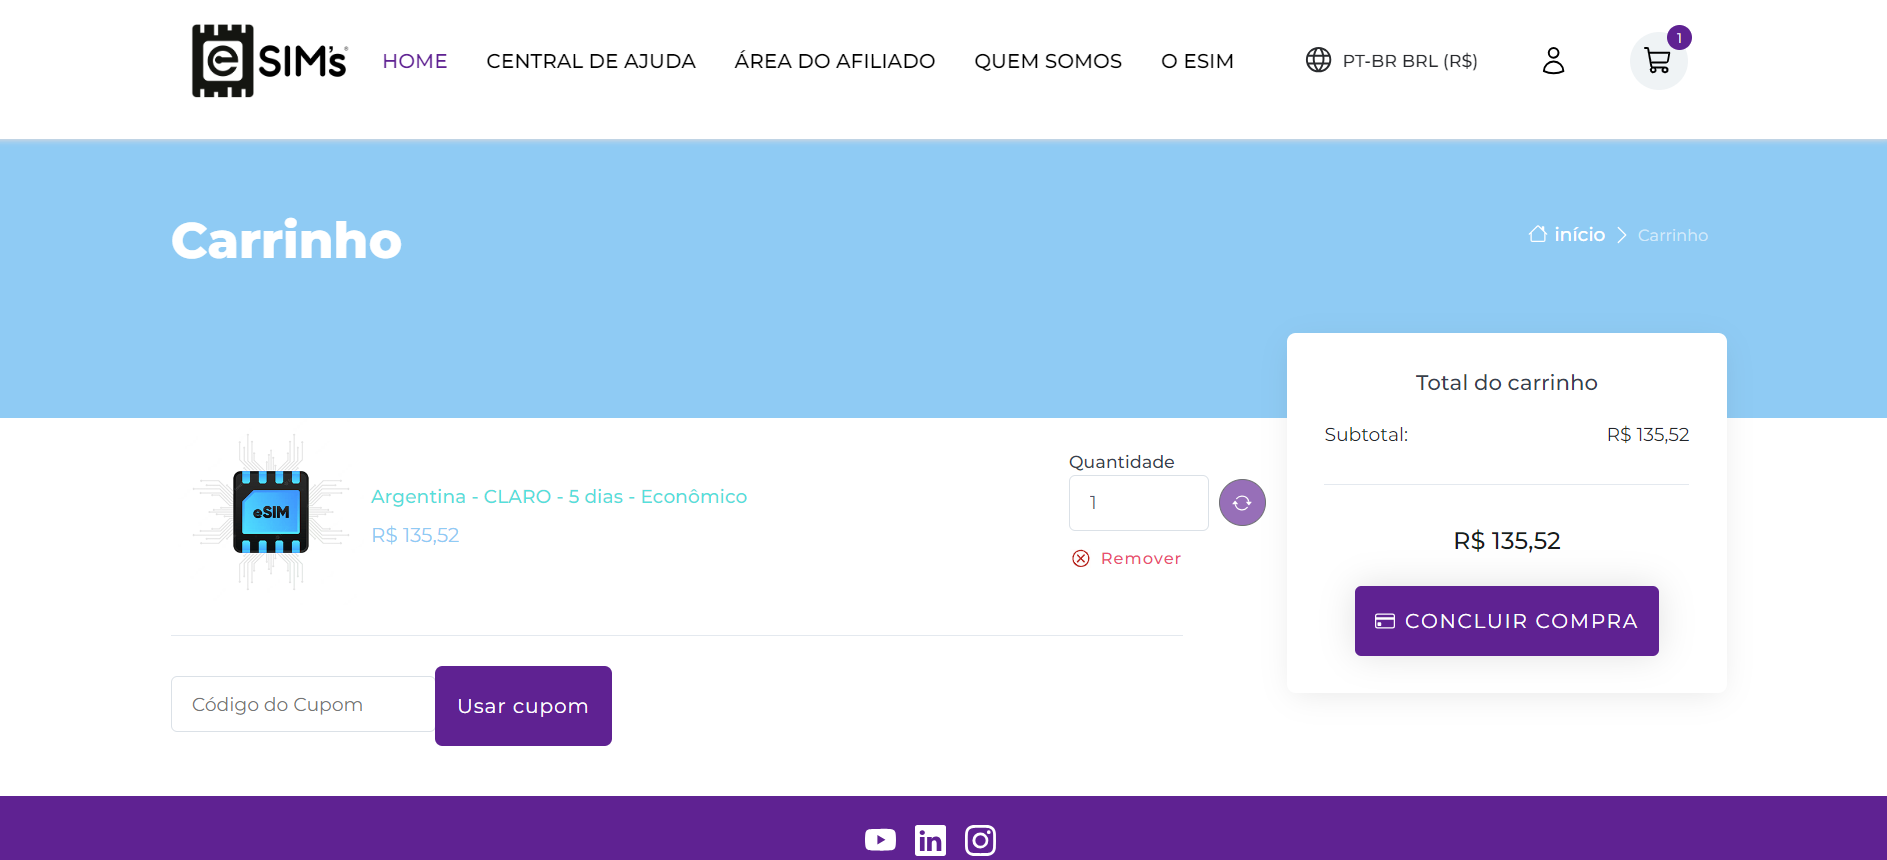 eSIM's®
HOME
CENTRAL DE AJUDA
ÁREA DO AFILIADO
QUEM SOMOS
O ESIM
PT-BR BRL (R$)
1
Carrinho
início
Carrinho
eSIM
Argentina - CLARO - 5 dias - Econômico
R$ 135,52
Quantidade
1
Remover
Código do Cupom
Usar cupom
Total do carrinho
Subtotal: R$ 135,52
R$ 135,52
CONCLUIR COMPRA
in